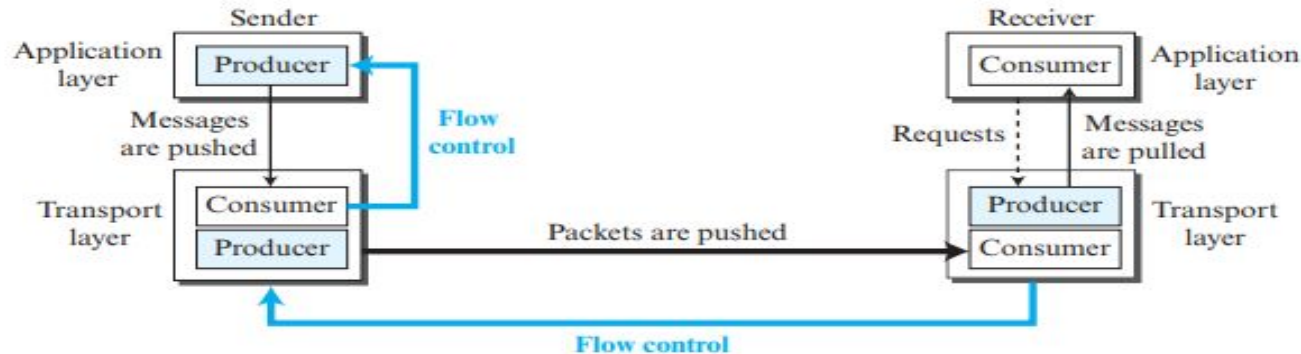 Sender
Receiver
Application
layer
Producer
Consumer
Application
layer
Messages
are pushed
Flow
control
Requests
Messages
are pulled
Transport
layer
Consumer
Producer
Packets are pushed
Producer
Consumer
Transport
layer
Flow control